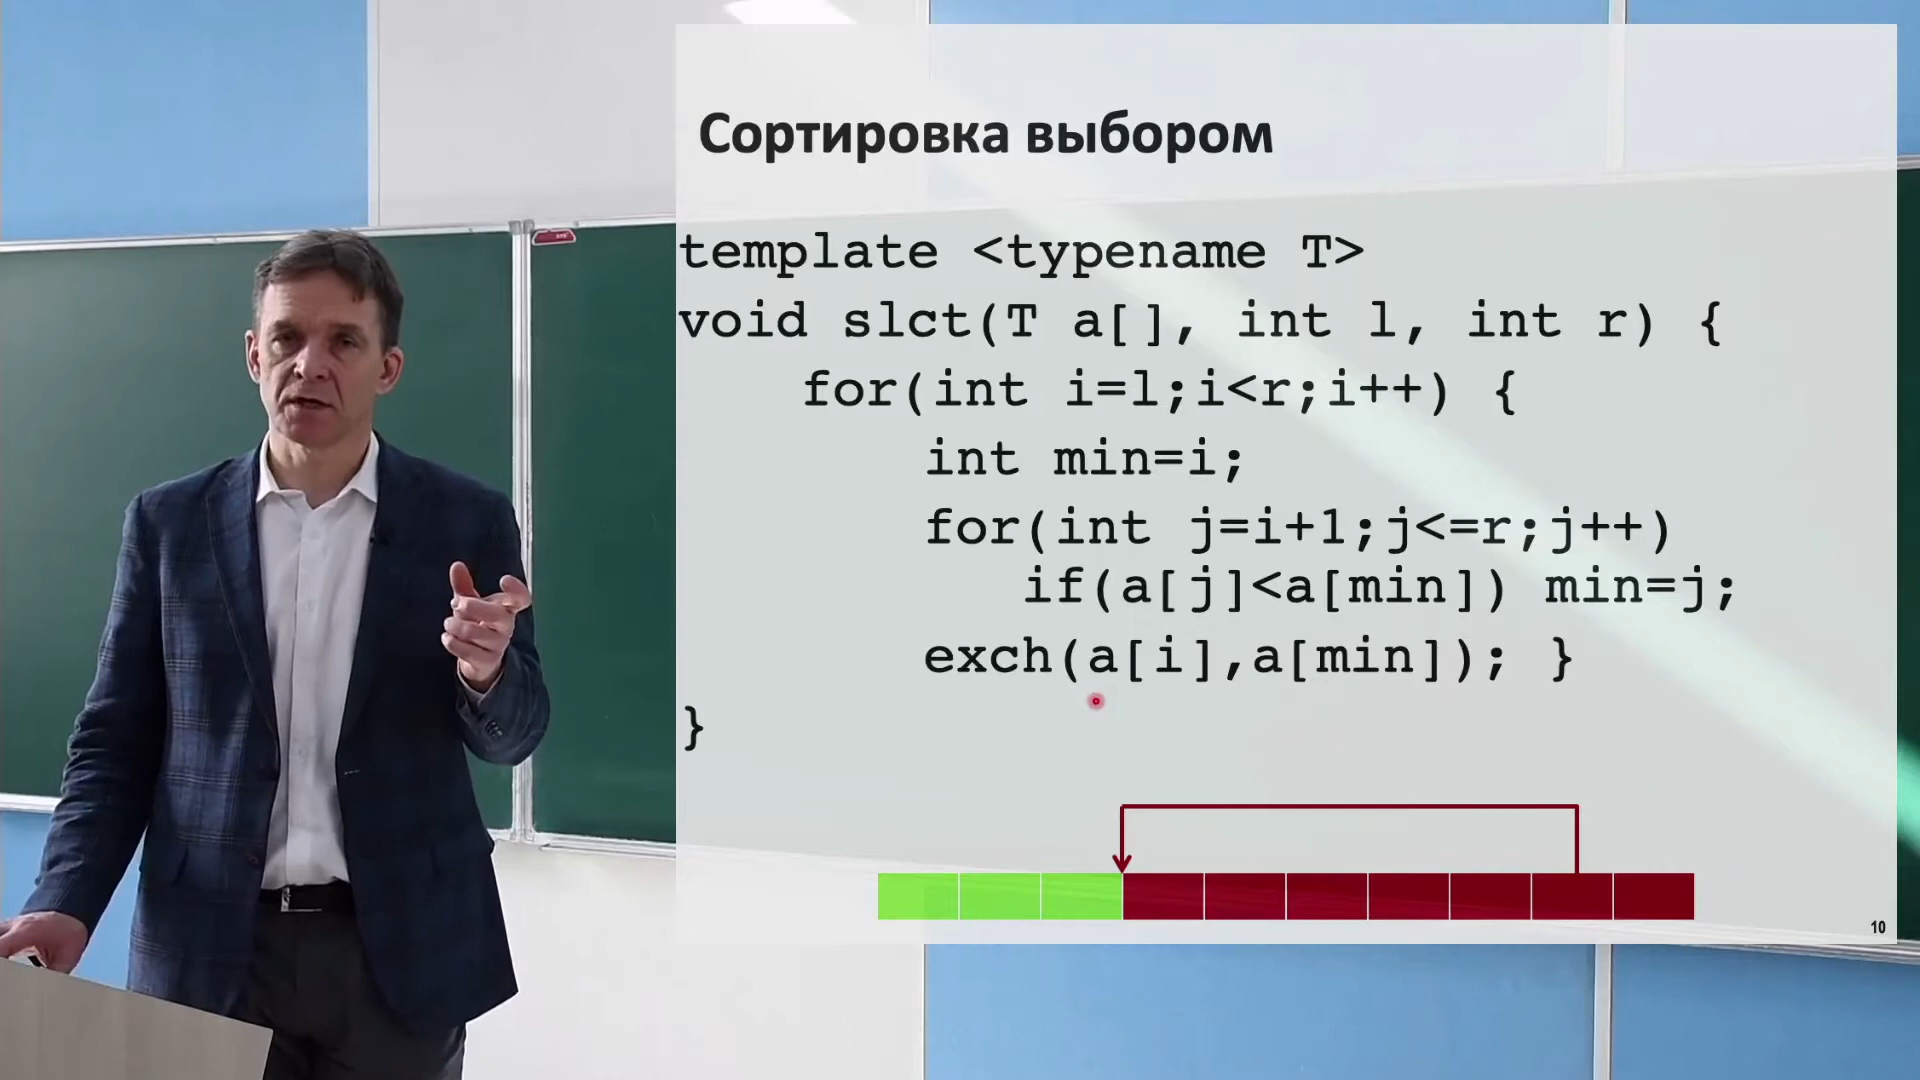 Сортировка выбором
template <typename T>
void slct(T a[], int l, int r) {
for(int i=l;i<r;i++) {
int min=i;
for(int j=i+1;j<=r;j++)
if(a[j]<a[min]) min=j;
exch(a[i],a[min]); }
}
10